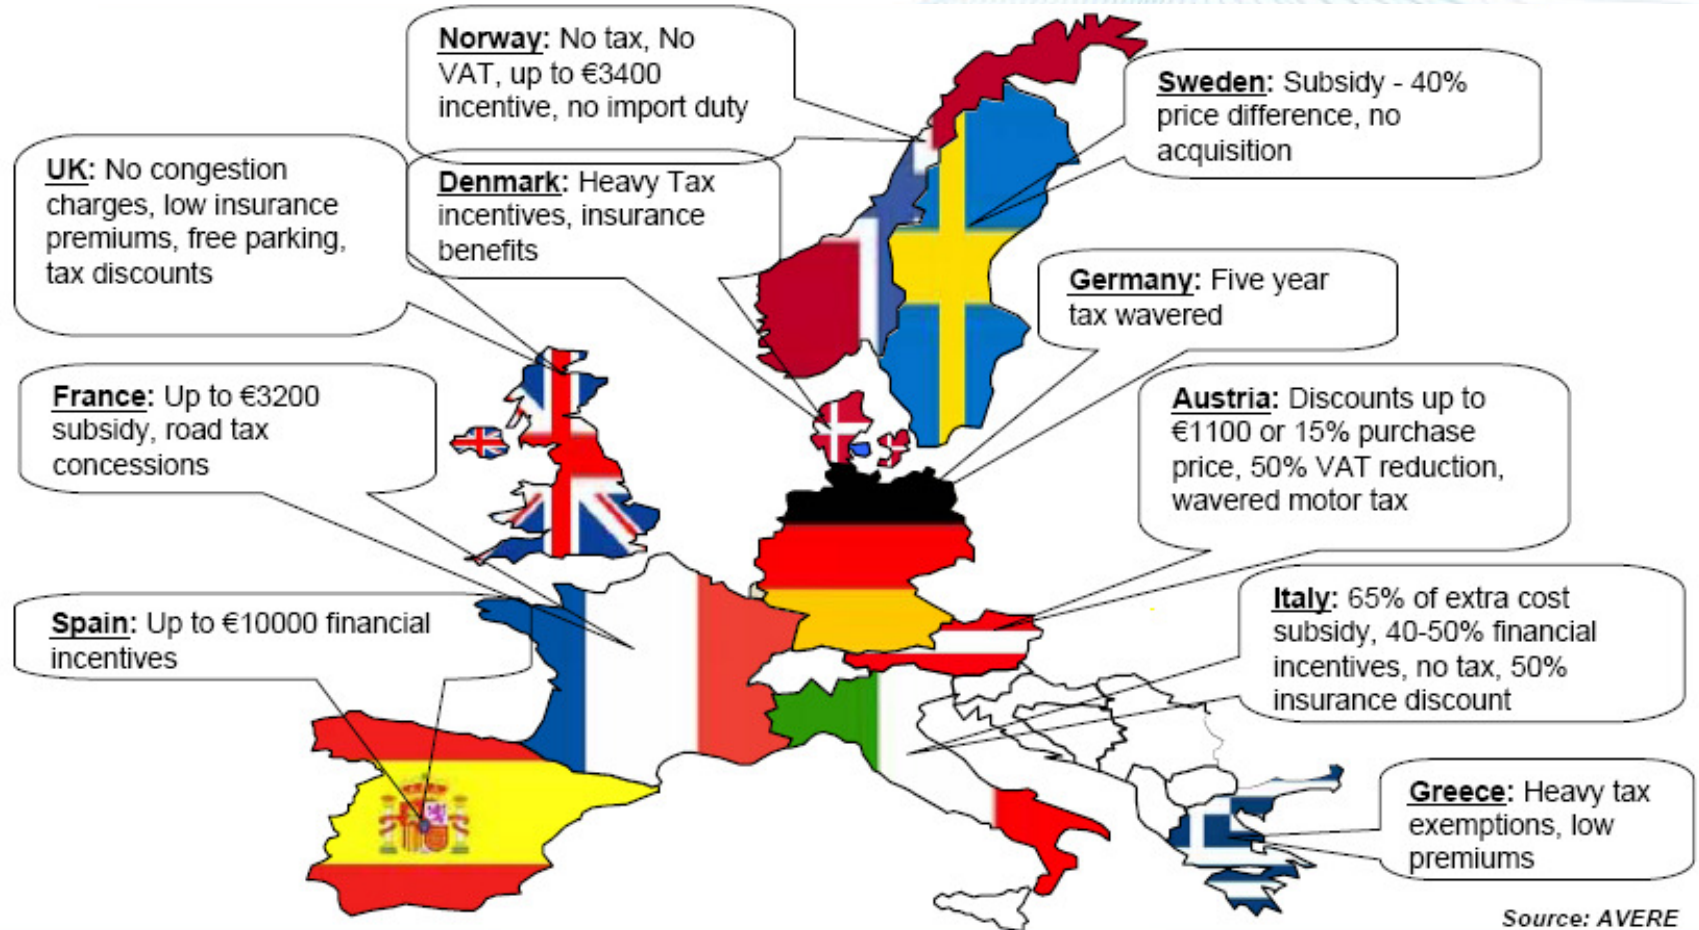 Norway: No tax, No
VAT, up to €3400
incentive, no import duty
Sweden: Subsidy - 40%
price difference, no
acquisition
UK: No congestion
charges, low insurance
premiums, free parking,
tax discounts
Denmark: Heavy Tax
incentives, insurance
benefits
Germany: Five year
tax wavered
France: Up to €3200
subsidy, road tax
concessions
Austria: Discounts up to
€1100 or 15% purchase
price, 50% VAT reduction,
wavered motor tax
Spain: Up to €10000 financial
incentives
Italy: 65% of extra cost
subsidy, 40-50% financial
incentives, no tax, 50%
insurance discount
Greece: Heavy tax
exemptions, low
premiums
Source: AVERE